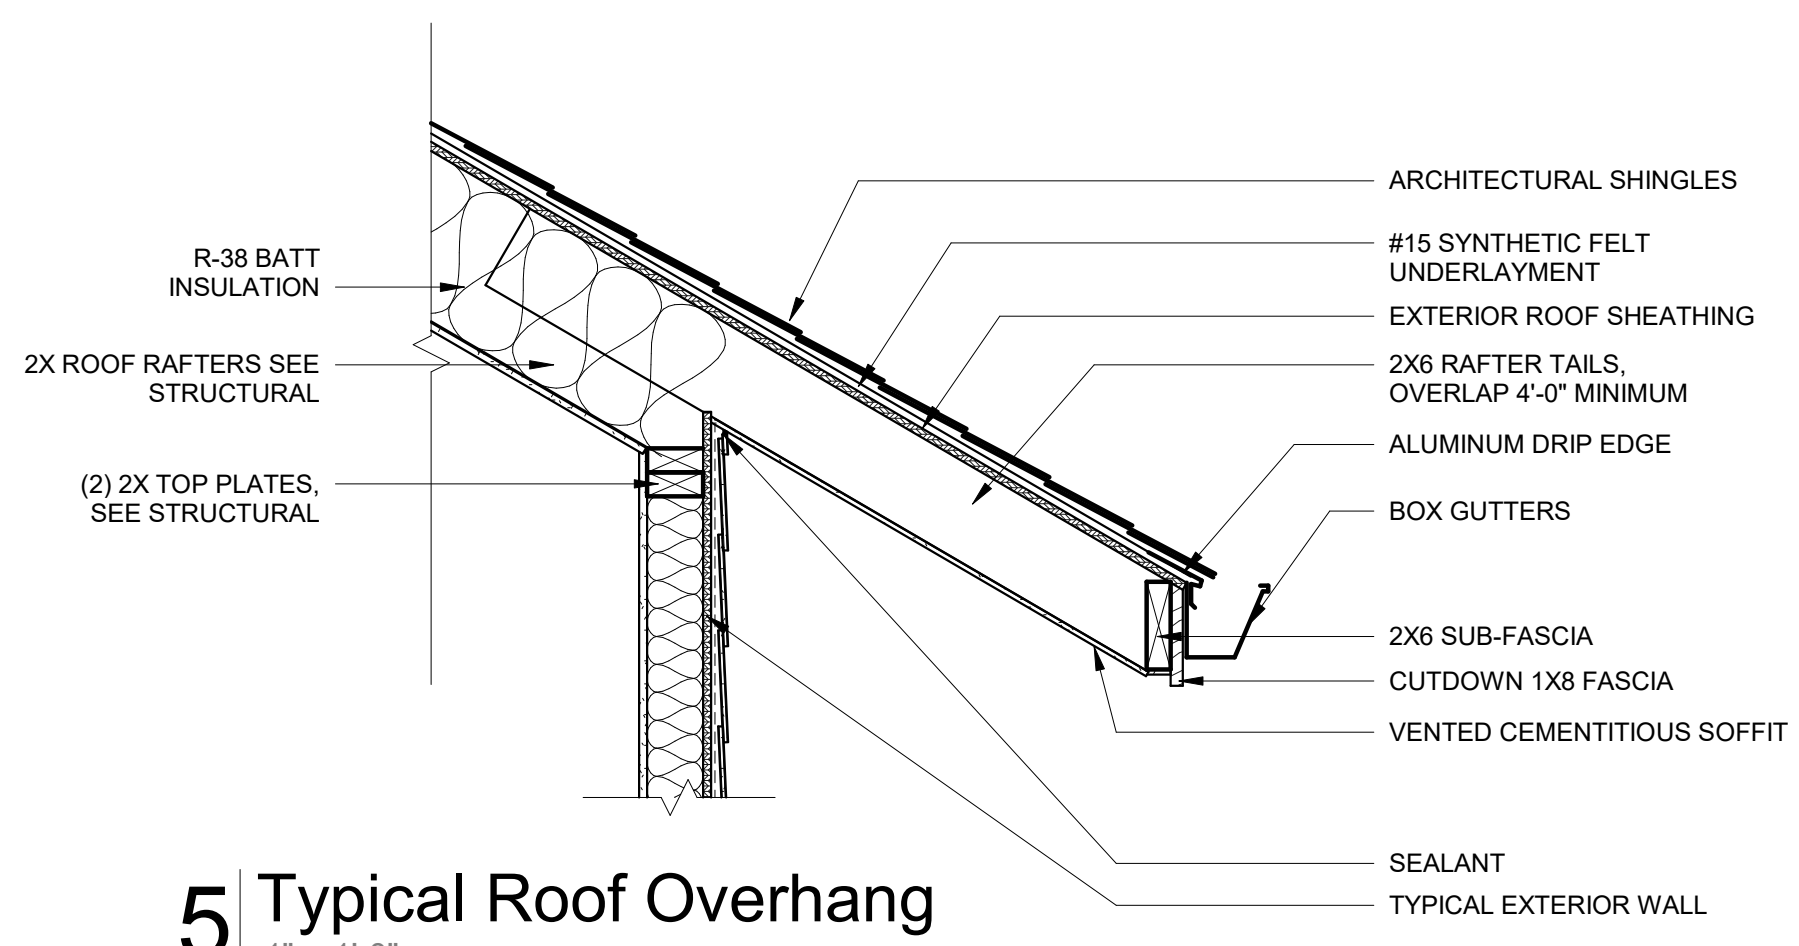 R-38 BATT
INSULATION
2X ROOF RAFTERS SEE
STRUCTURAL
(2) 2X TOP PLATES,
SEE STRUCTURAL
ARCHITECTURAL SHINGLES
#15 SYNTHETIC FELT
UNDERLAYMENT
EXTERIOR ROOF SHEATHING
2X6 RAFTER TAILS,
OVERLAP 4'-0" MINIMUM
ALUMINUM DRIP EDGE
BOX GUTTERS
2X6 SUB-FASCIA
CUTDOWN 1X8 FASCIA
VENTED CEMENTITIOUS SOFFIT
SEALANT
TYPICAL EXTERIOR WALL
5 Typical Roof Overhang